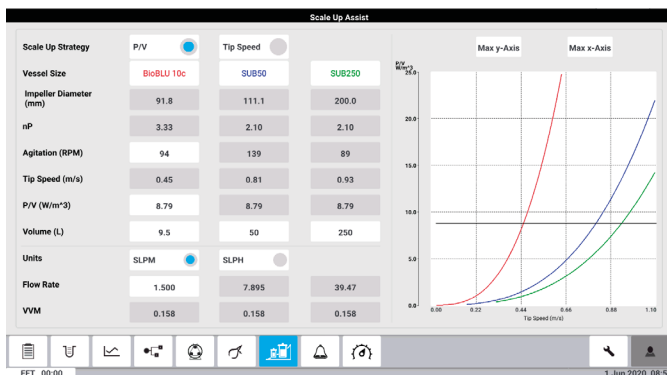 Scale Up Assist
Scale Up Strategy P/V Tip Speed
Vessel Size BioBLU 10c SUB50 SUB250
Impeller Diameter (mm) 91.8 111.1 200.0
nP 3.33 2.10 2.10
Agitation (RPM) 94 139 89
Tip Speed (m/s) 0.45 0.81 0.93
P/V (W/m^3) 8.79 8.79 8.79
Volume (L) 9.5 50 250
Units SLPM SLPH
Flow Rate 1.500 7.895 39.47
VVM 0.158 0.158 0.158
Max y-Axis Max x-Axis
P/V
W/m^3
25.0
20.0
15.0
10.0
5.0
0.0
0.00 0.22 0.44 0.66 0.88 1.10
Tip Speed (m/s)
EFT 00:00 1 Jun 2020 08:5